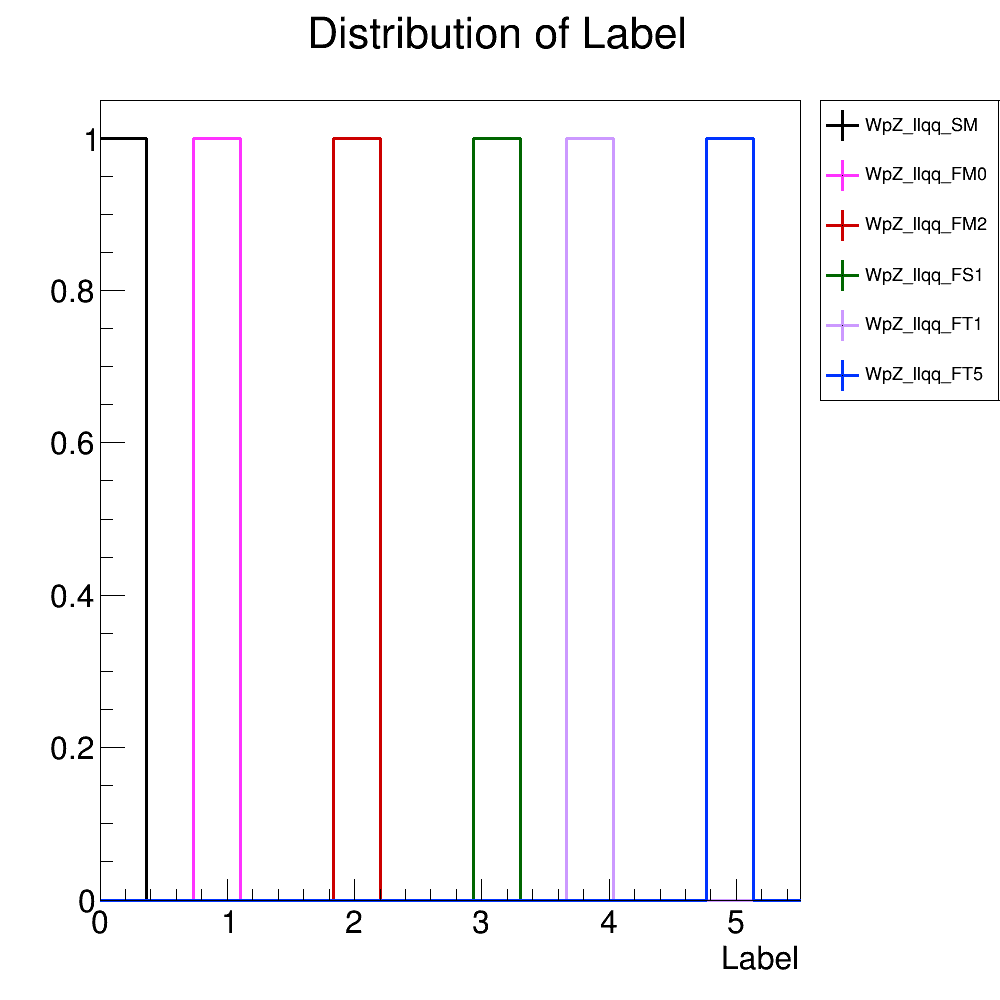 Distribution of Label
1
0.8
0.6
0.4
0.2
0
0 1 2 3 4 5
Label
WpZ_llqq_SM
WpZ_llqq_FM0
WpZ_llqq_FM2
WpZ_llqq_FS1
WpZ_llqq_FT1
WpZ_llqq_FT5